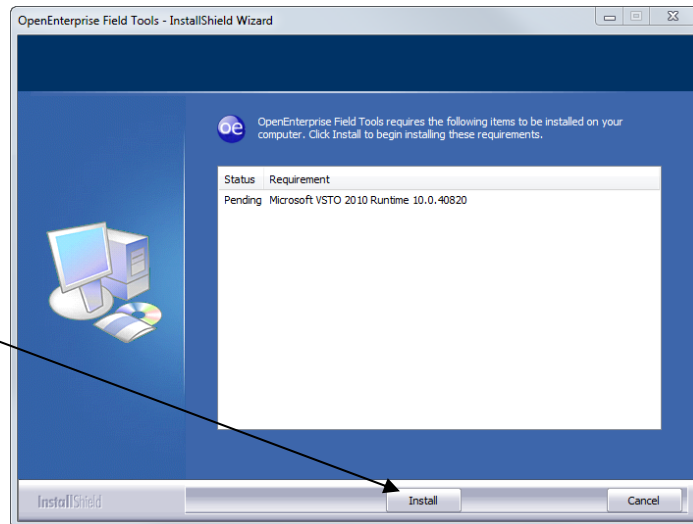 OpenEnterprise Field Tools - InstallShield Wizard
oe
OpenEnterprise Field Tools requires the following items to be installed on your
computer. Click Install to begin installing these requirements.
Status Requirement
Pending Microsoft VSTO 2010 Runtime 10.0.40820
InstallShield
Install
Cancel